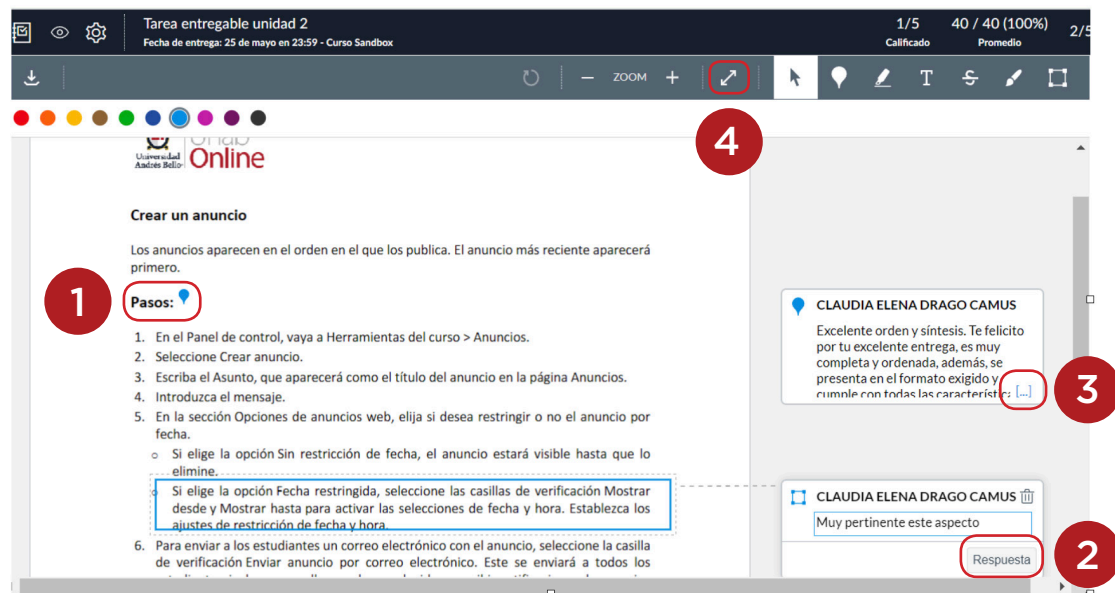 Tarea entregable unidad 2
Fecha de entrega: 25 de mayo en 23:59 - Curso Sandbox
1/5
Calificado
40 / 40 (100%)
Promedio
2/5
ZOOM
4
Universidad
Andrés Bello
Online
Crear un anuncio
Los anuncios aparecen en el orden en el que los publica. El anuncio más reciente aparecerá
primero.
1
Pasos:
1. En el Panel de control, vaya a Herramientas del curso > Anuncios.
2. Seleccione Crear anuncio.
3. Escriba el Asunto, que aparecerá como el título del anuncio en la página Anuncios.
4. Introduzca el mensaje.
5. En la sección Opciones de anuncios web, elija si desea restringir o no el anuncio por
fecha.
o Si elige la opción Sin restricción de fecha, el anuncio estará visible hasta que lo
elimine.
o Si elige la opción Fecha restringida, seleccione las casillas de verificación Mostrar
desde y Mostrar hasta para activar las selecciones de fecha y hora. Establezca los
ajustes de restricción de fecha y hora.
6. Para enviar a los estudiantes un correo electrónico con el anuncio, seleccione la casilla
de verificación Enviar anuncio por correo electrónico. Este se enviará a todos los
CLAUDIA ELENA DRAGO CAMUS
Excelente orden y síntesis. Te felicito
por tu excelente entrega, es muy
completa y ordenada, además, se
presenta en el formato exigido y
cumple con todas las característic [...]
3
CLAUDIA ELENA DRAGO CAMUS
Muy pertinente este aspecto
Respuesta
2